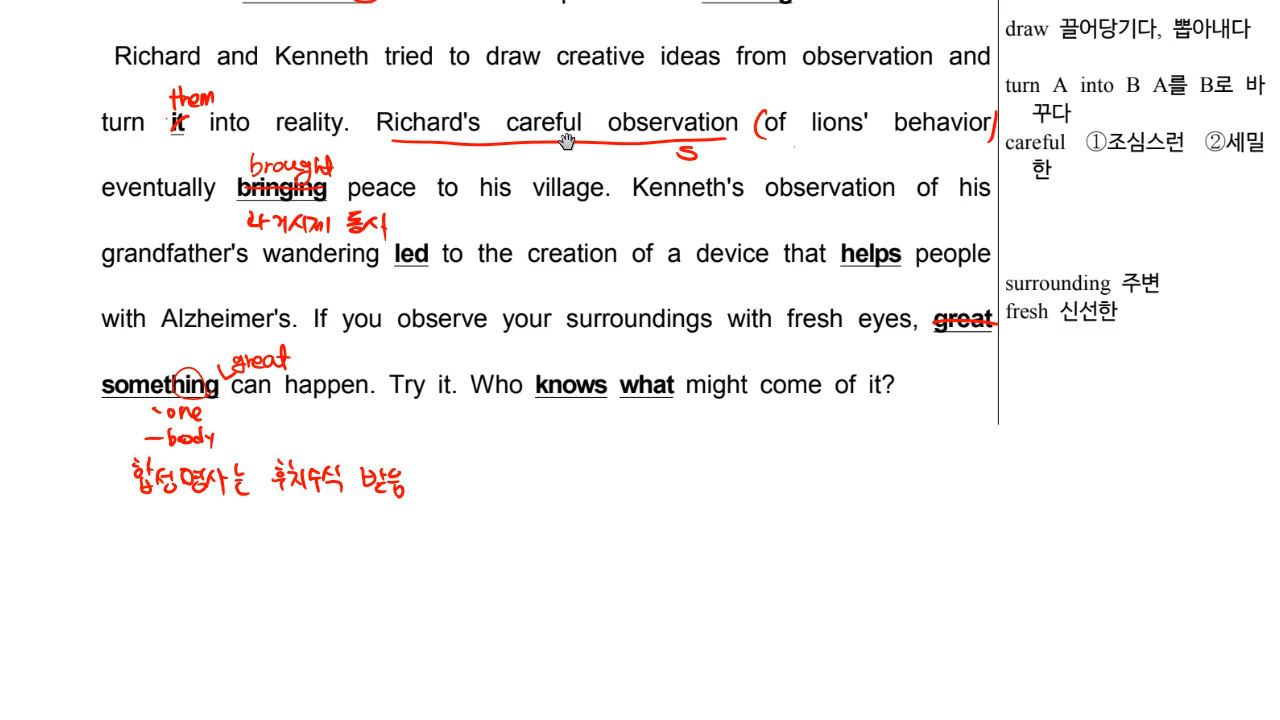 Richard and Kenneth tried to draw creative ideas from observation and
them
turn it into reality. Richard's careful observation (of lions' behavior)
S
brought
eventually bringing peace to his village. Kenneth's observation of his
과거시제 동사
grandfather's wandering led to the creation of a device that helps people
with Alzheimer's. If you observe your surroundings with fresh eyes, great
great
something can happen. Try it. Who knows what might come of it?
-one
-body
합성명사는 후치수식 받음
draw 끌어당기다, 뽑아내다
turn A into B A를 B로 바
꾸다
careful ①조심스런 ②세밀
한
surrounding 주변
fresh 신선한